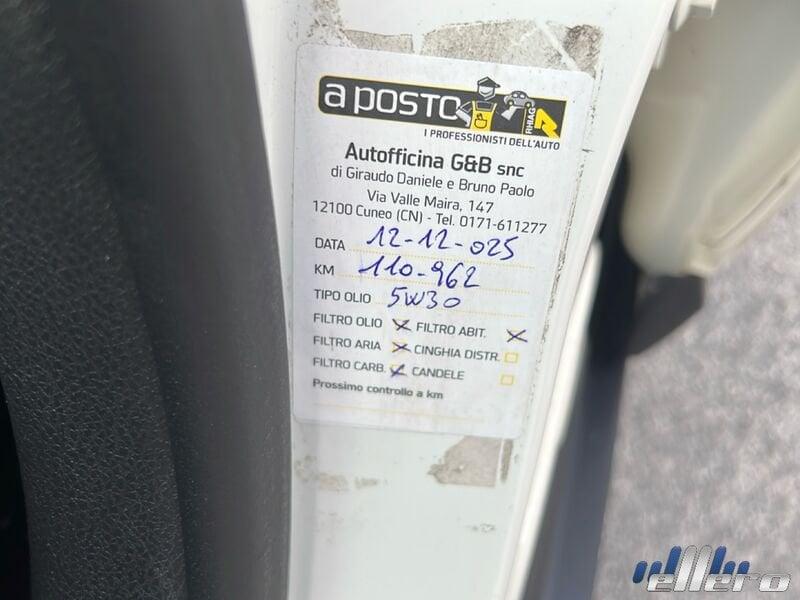 a POSTO
RHIAG
I PROFESSIONISTI DELL'AUTO
Autofficina G&B snc
di Giraudo Daniele e Bruno Paolo
Via Valle Maira, 147
12100 Cuneo (CN) - Tel. 0171-611277
DATA 12-12-025
KM 110-962
TIPO OLIO 5W30
FILTRO OLIO FILTRO ABIT.
FILTRO ARIA CINGHIA DISTR.
FILTRO CARB. CANDELE
Prossimo controllo a km
ellero